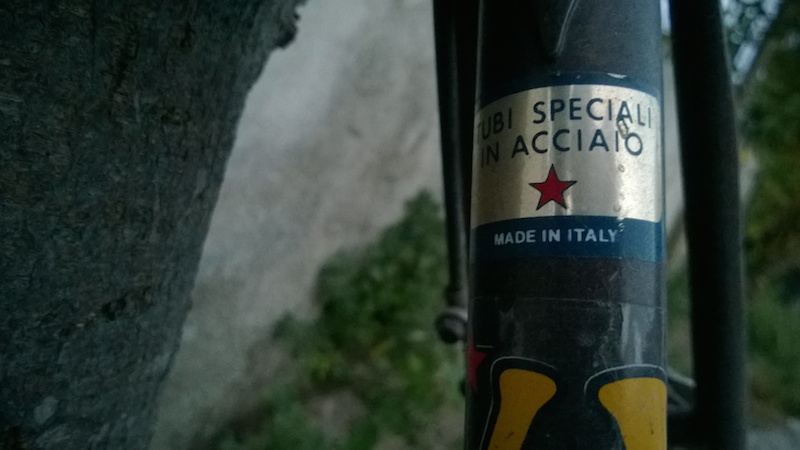 TUBI SPECIALI
IN ACCIAIO
MADE IN ITALY